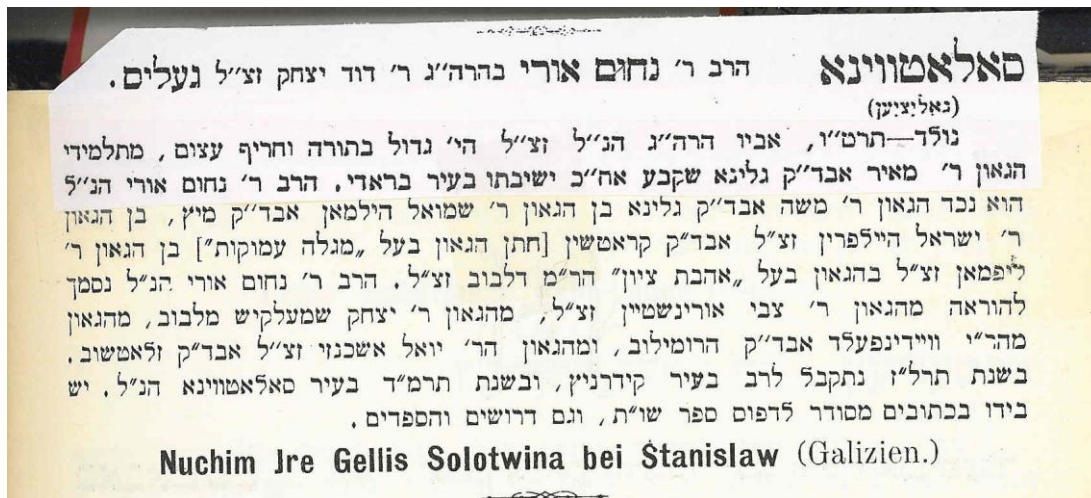 סאלאטווינא הרב ר׳ נחום אורי בהרה״ג ר׳ דוד יצחק זצ״ל געלים.
(גאליציען)
נולד—תרט״ו, אביו הרה״ג הנ״ל זצ״ל הי׳ גדול בתורה וחריף עצום, מתלמידי
הגאון ר׳ מאיר אבד״ק גלינא שקבע אח״כ ישיבתו בעיר בראדי. הרב ר׳ נחום אורי הנ״ל
הוא נכד הגאון ר׳ משה אבד״ק גלינא בן הגאון ר׳ שמואל הילמאן אבד״ק מיץ, בן הגאון
ר׳ ישראל היילפרין זצ״ל אבד״ק קראטשין [חתן הגאון בעל „מגלה עמוקות״] בן הגאון ר׳
ליפמאן זצ״ל בהגאון בעל „אהבת ציון״ הר״מ דלבוב זצ״ל. הרב ר׳ נחום אורי הנ״ל נסמך
להוראה מהגאון ר׳ צבי אורינשטיין זצ״ל, מהגאון ר׳ יצחק שמעלקיש מלבוב, מהגאון
מהר״י וויידינפעלד אבד״ק הרומילוב, ומהגאון הר׳ יואל אשכנזי זצ״ל אבד״ק זלאטשוב.
בשנת תרל״ז נתקבל לרב בעיר קידרניץ, ובשנת תרמ״ד בעיר סאלאטווינא הנ״ל. יש
בידו בכתובים מסודר לדפוס ספר שו״ת, וגם דרושים והספדים.
Nuchim Jre Gellis Solotwina bei Stanislaw (Galizien.)